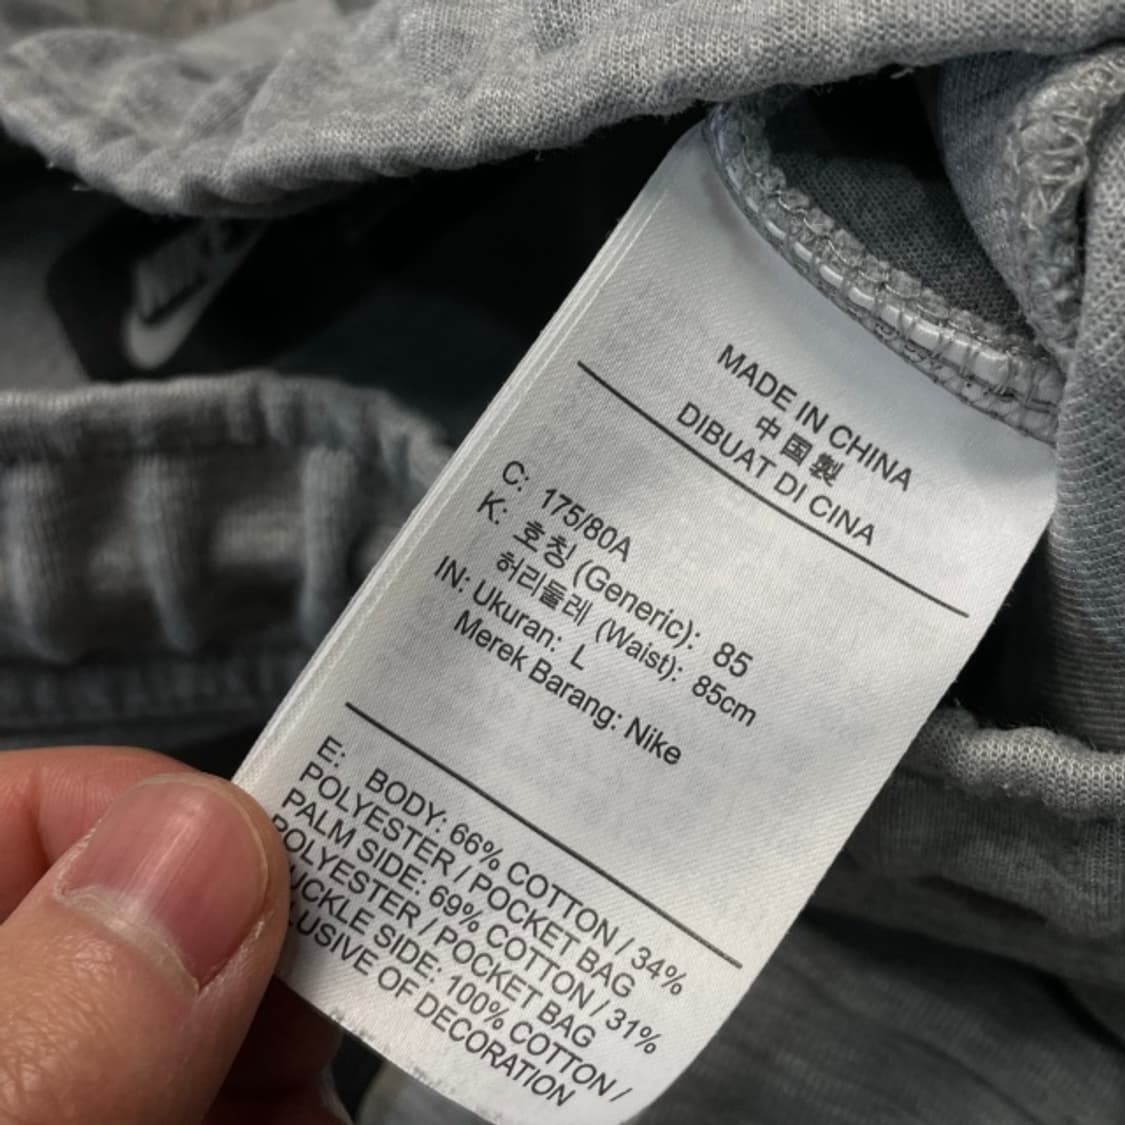 MADE IN CHINA
中国製
DIBUAT DI CINA
C: 175/80A
K: 호칭 (Generic): 85
허리둘레 (Waist): 85cm
IN: Ukuran: L
Merek Barang: Nike
E: BODY: 66% COTTON / 34%
POLYESTER / POCKET BAG
PALM SIDE: 69% COTTON / 31%
POLYESTER / POCKET BAG
UCKLE SIDE: 100% COTTON /
LUSIVE OF DECORATION